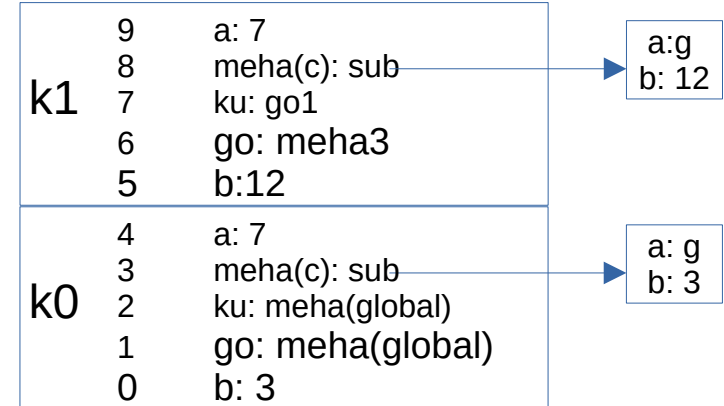 k1
9 a: 7
8 meha(c): sub
7 ku: go1
6 go: meha3
5 b:12
a:g
b: 12
k0
4 a: 7
3 meha(c): sub
2 ku: meha(global)
1 go: meha(global)
0 b: 3
a: g
b: 3